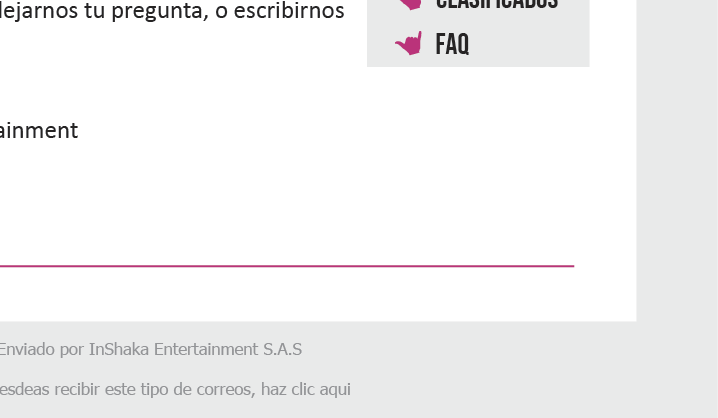 dejarnos tu pregunta, o escribirnos
CLASIFICADOS
FAQ
ainment
Enviado por InShaka Entertainment S.A.S
esdeas recibir este tipo de correos, haz clic aqui